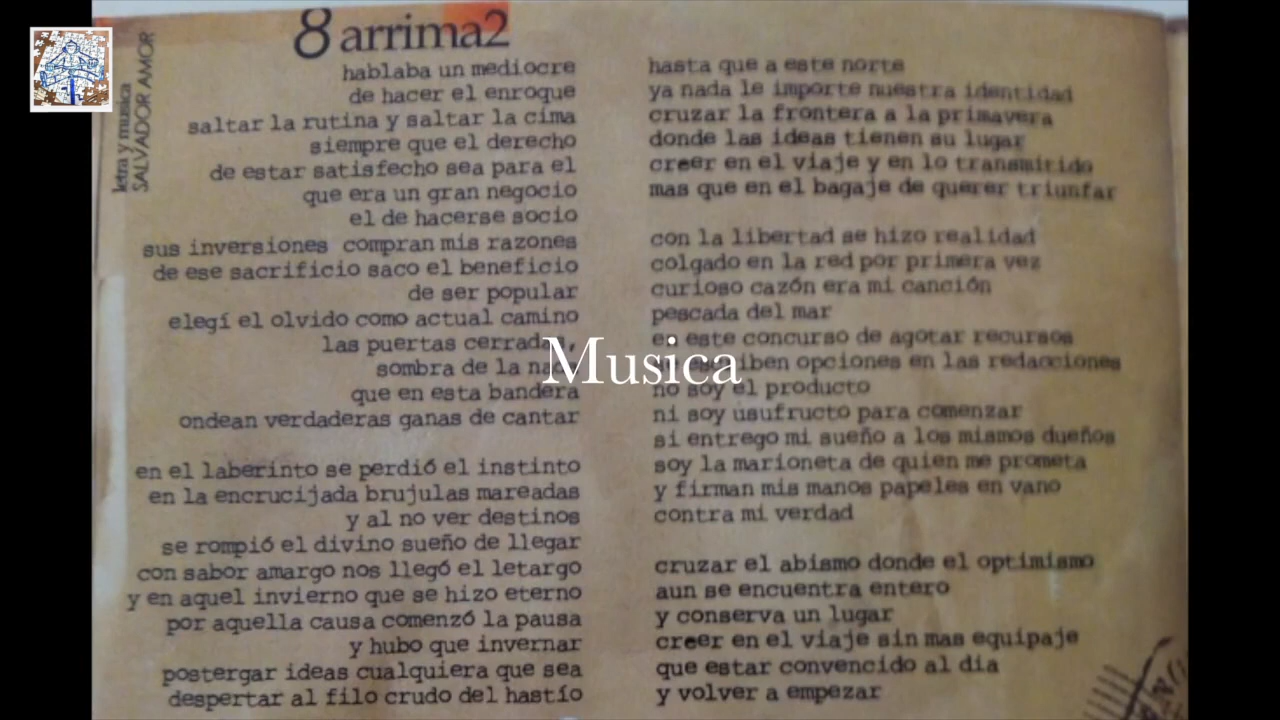 8 arrima2
letra y musica
SALVADOR AMOR
hablaba un mediocre
de hacer el enroque
saltar la rutina y saltar la cima
siempre que el derecho
de estar satisfecho sea para el
que era un gran negocio
el de hacerse socio
sus inversiones compran mis razones
de ese sacrificio saco el beneficio
de ser popular
elegí el olvido como actual camino
las puertas cerradas,
sombra de la
que en esta bandera
ondean verdaderas ganas de cantar
en el laberinto se perdió el instinto
en la encrucijada brujulas mareadas
y al no ver destinos
se rompió el divino sueño de llegar
con sabor amargo nos llegó el letargo
y en aquel invierno que se hizo eterno
por aquella causa comenzó la pausa
y hubo que invernar
postergar ideas cualquiera que sea
despertar al filo crudo del hastío
hasta que a este norte
ya nada le importe nuestra identidad
cruzar la frontera a la primavera
donde las ideas tienen su lugar
creer en el viaje y en lo transmitido
mas que en el bagaje de querer triunfar
con la libertad se hizo realidad
colgado en la red por primera vez
curioso cazón era mi canción
pescada del mar
este concurso de agotar recursos
opciones en las redacciones
no soy el producto
ni soy usufructo para comenzar
si entrego mi sueño a los mismos dueños
soy la marioneta de quien me prometa
y firman mis manos papeles en vano
contra mi verdad
cruzar el abismo donde el optimismo
aun se encuentra entero
y conserva un lugar
creer en el viaje sin mas equipaje
que estar convencido al día
y volver a empezar
Musica